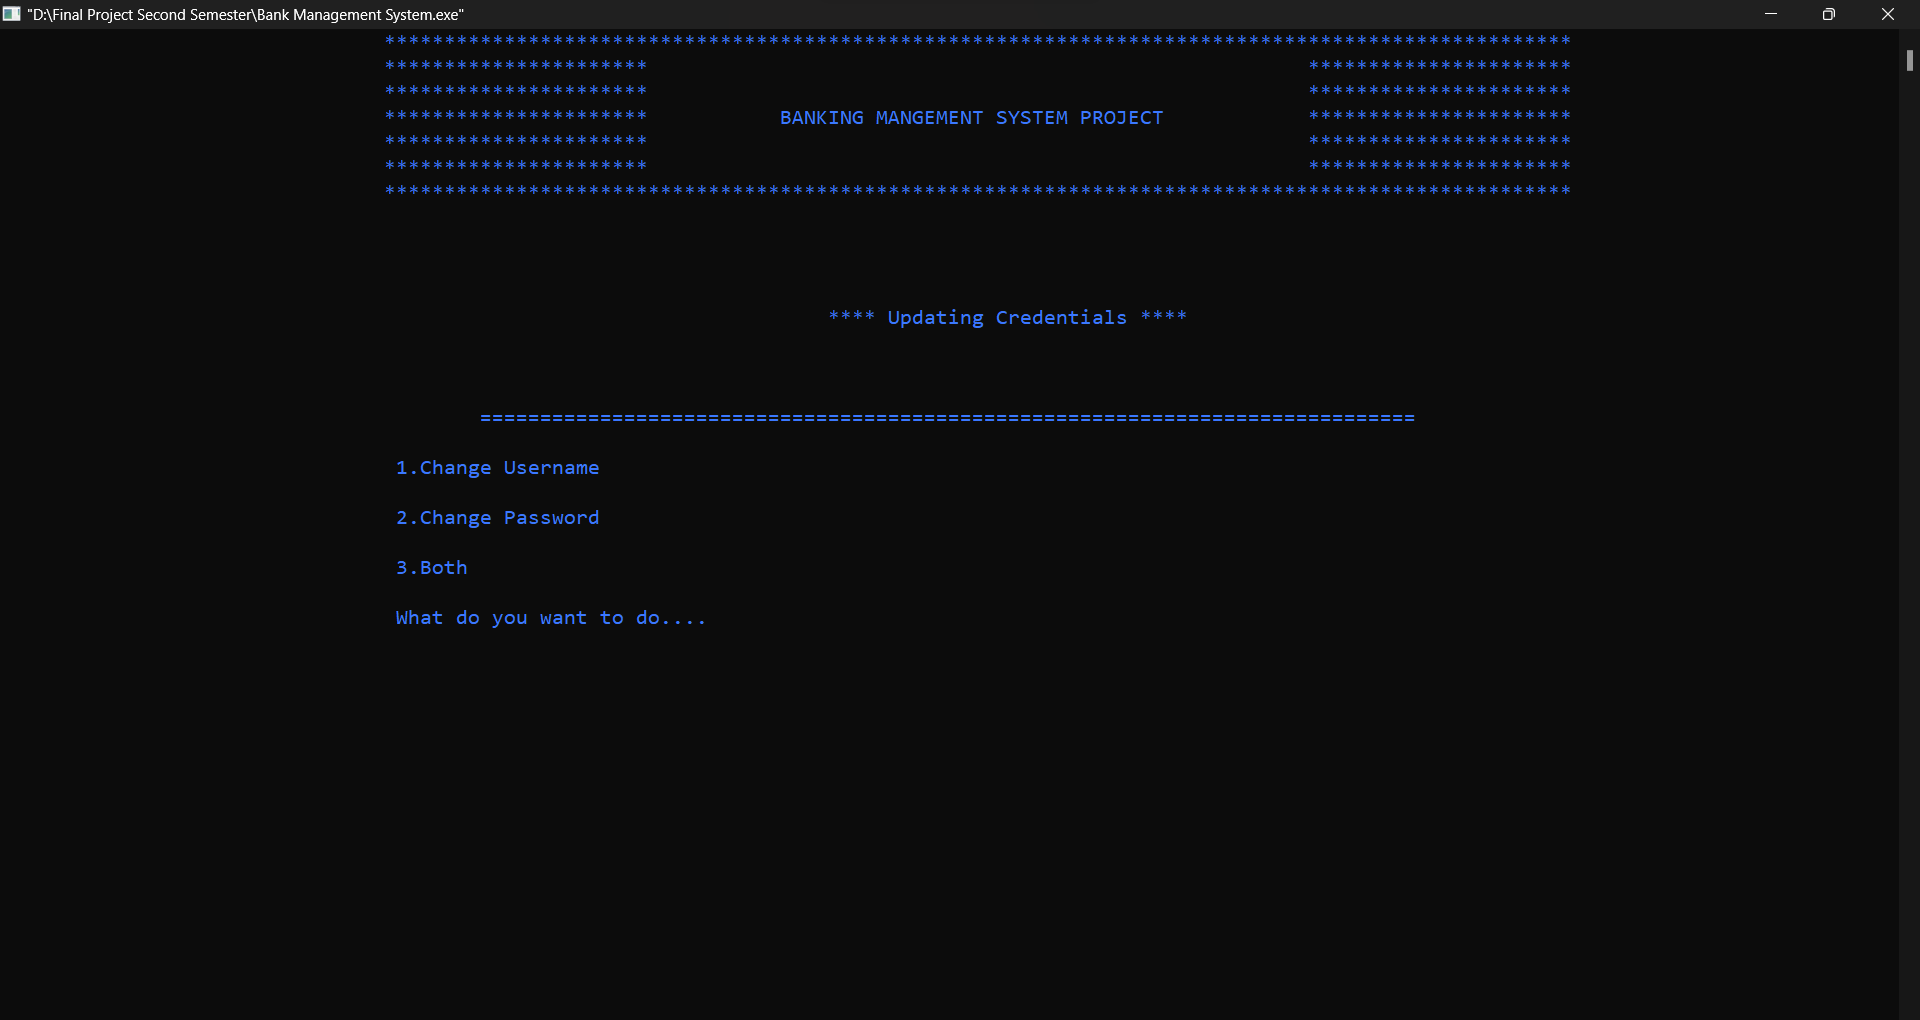 "D:\Final Project Second Semester\Bank Management System.exe"
***************************************************************************************************
********************** **********************
********************** **********************
********************** BANKING MANGEMENT SYSTEM PROJECT **********************
********************** **********************
********************** **********************
***************************************************************************************************
**** Updating Credentials ****
==============================================================================
1.Change Username
2.Change Password
3.Both
What do you want to do....